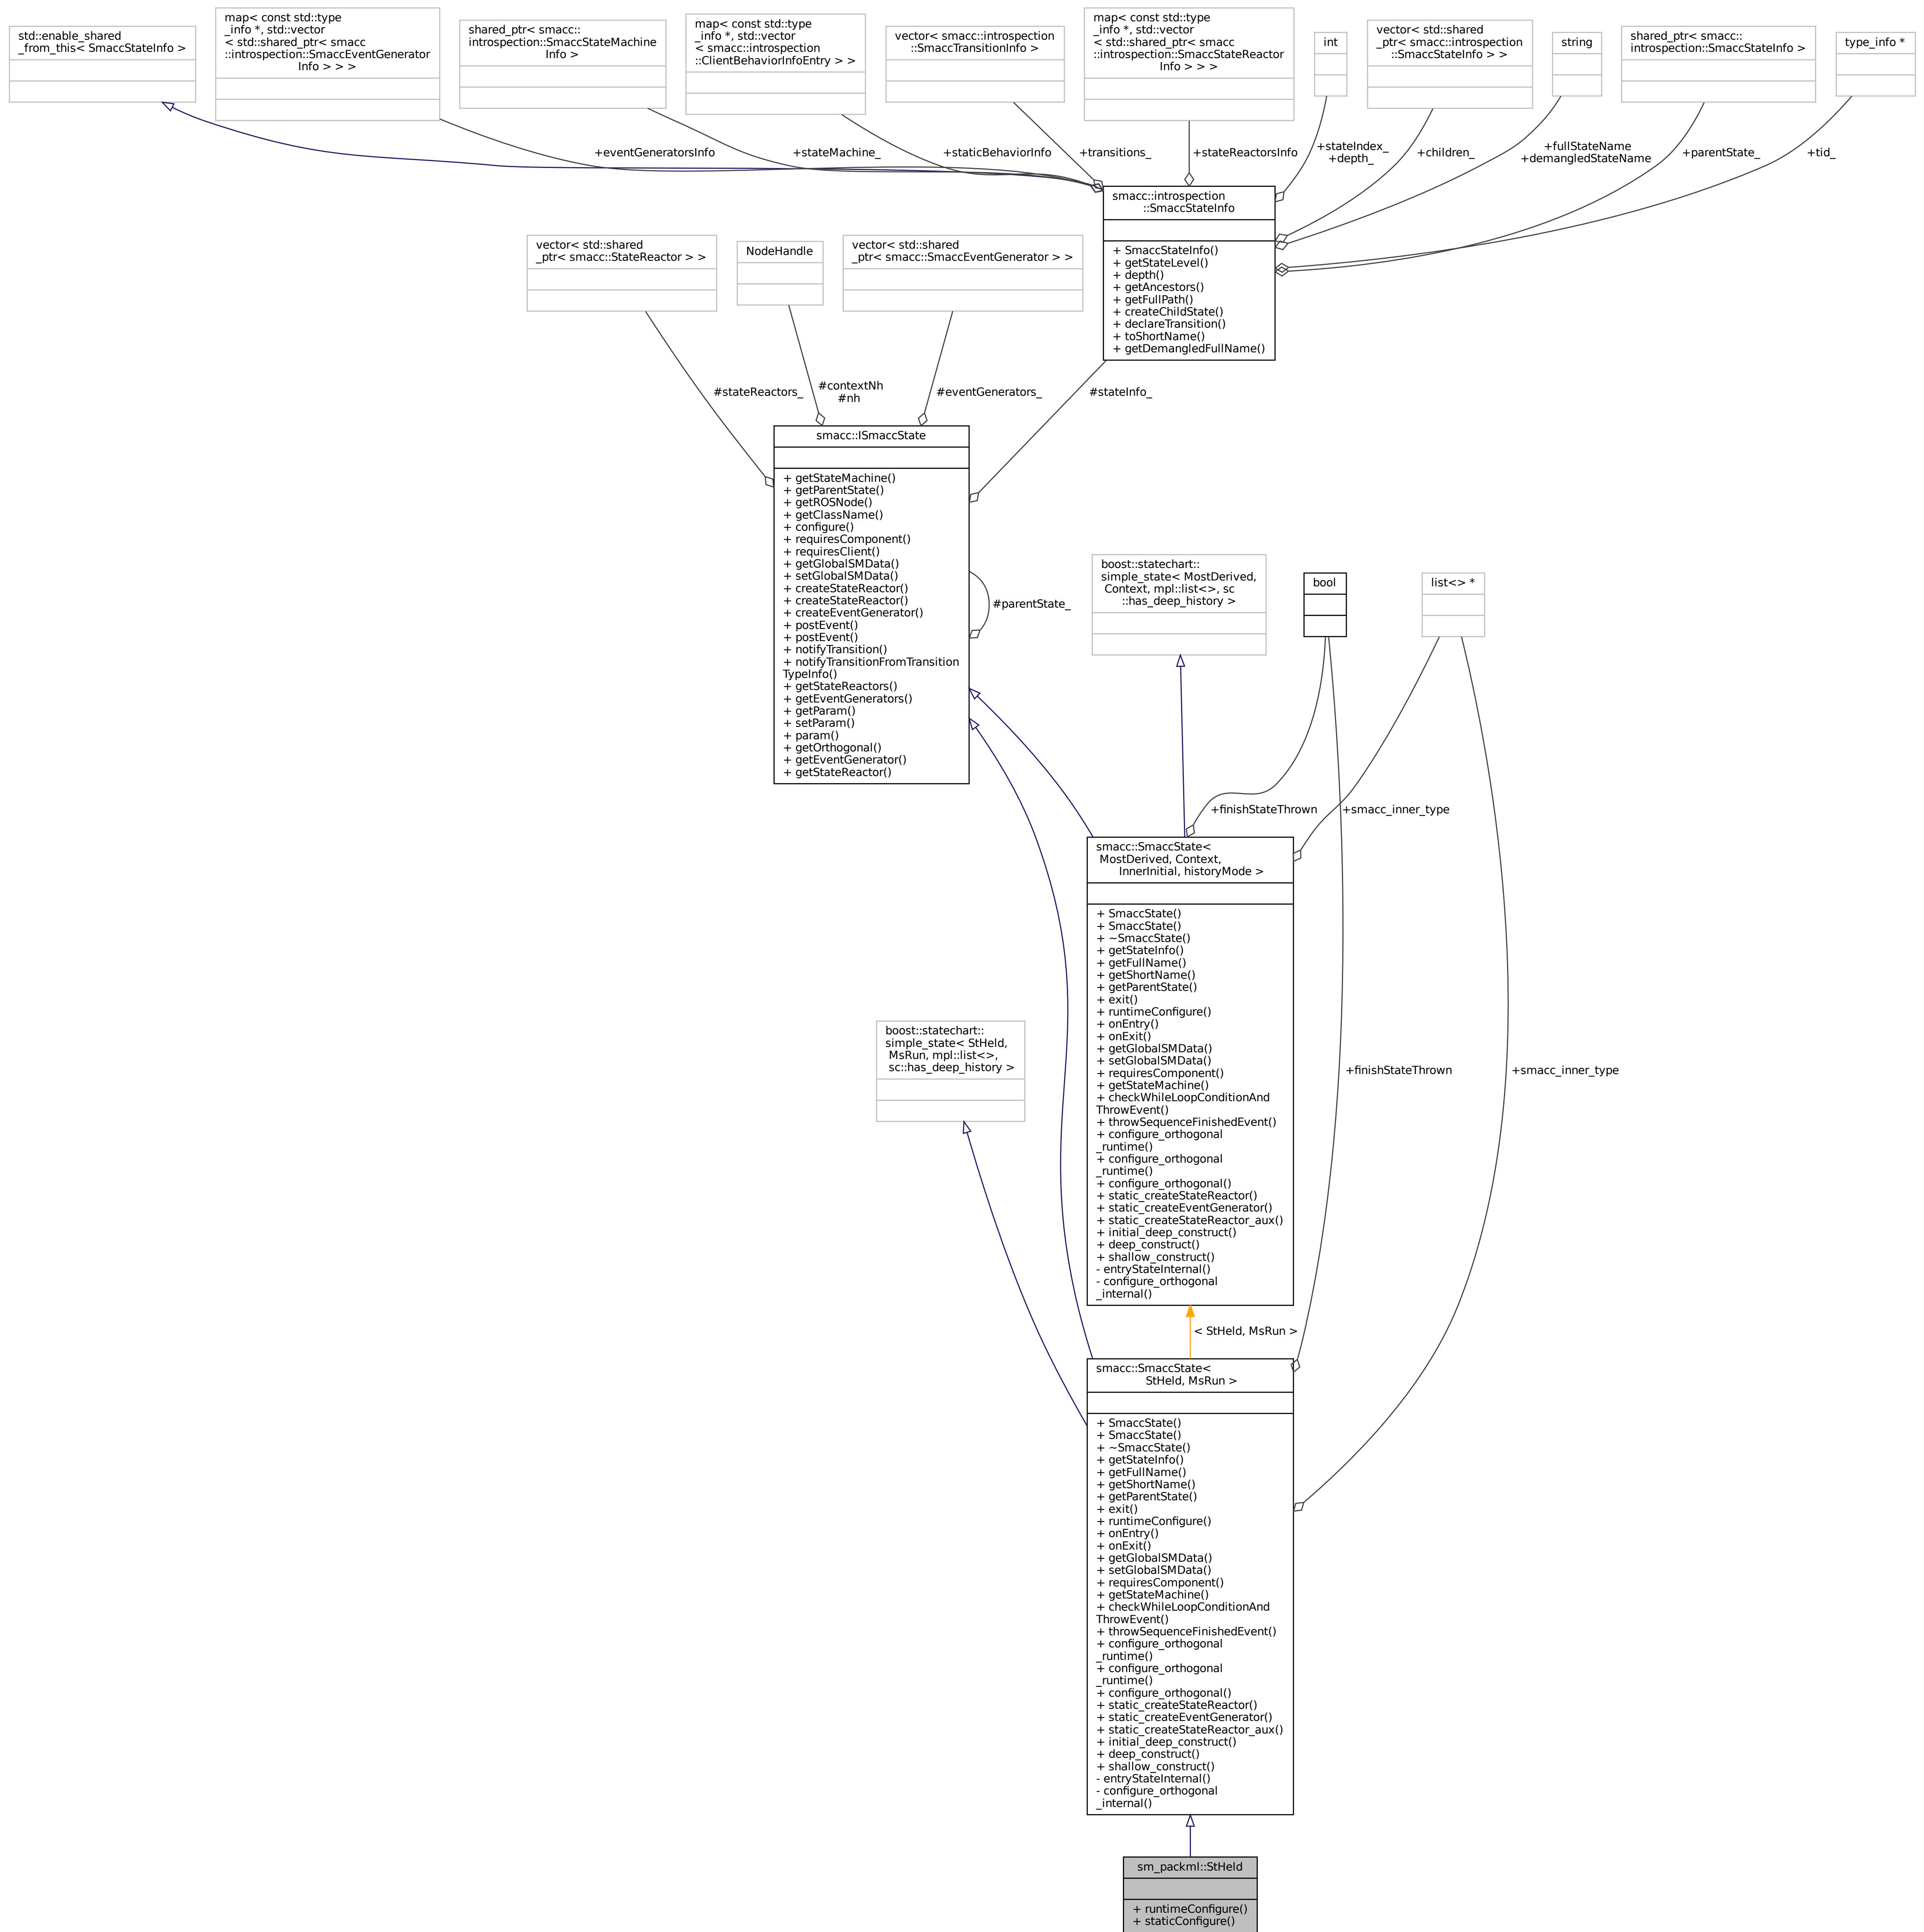 std::enable_shared
_from_this< SmaccStateInfo >
map< const std::type
_info *, std::vector
< std::shared_ptr< smacc
::introspection::SmaccEventGenerator
Info > > >
shared_ptr< smacc::
introspection::SmaccStateMachine
Info >
map< const std::type
_info *, std::vector
< smacc::introspection
::ClientBehaviorInfoEntry > >
vector< smacc::introspection
::SmaccTransitionInfo >
map< const std::type
_info *, std::vector
< std::shared_ptr< smacc
::introspection::SmaccStateReactor
Info > > >
int
vector< std::shared
_ptr< smacc::introspection
::SmaccStateInfo > >
string
shared_ptr< smacc::
introspection::SmaccStateInfo >
type_info *
+eventGeneratorsInfo
+stateMachine_
+staticBehaviorInfo
+transitions_
+stateReactorsInfo
+stateIndex_
+depth_
+children_
+fullStateName
+demangledStateName
+parentState_
+tid_
smacc::introspection
::SmaccStateInfo
+ SmaccStateInfo()
+ getStateLevel()
+ depth()
+ getAncestors()
+ getFullPath()
+ createChildState()
+ declareTransition()
+ toShortName()
+ getDemangledFullName()
vector< std::shared
_ptr< smacc::StateReactor > >
NodeHandle
vector< std::shared
_ptr< smacc::SmaccEventGenerator > >
#stateReactors_
#contextNh
#nh
#eventGenerators_
#stateInfo_
smacc::ISmaccState
+ getStateMachine()
+ getParentState()
+ getROSNode()
+ getClassName()
+ configure()
+ requiresComponent()
+ requiresClient()
+ getGlobalSMData()
+ setGlobalSMData()
+ createStateReactor()
+ createStateReactor()
+ createEventGenerator()
+ postEvent()
+ postEvent()
+ notifyTransition()
+ notifyTransitionFromTransition
TypeInfo()
+ getStateReactors()
+ getEventGenerators()
+ getParam()
+ setParam()
+ param()
+ getOrthogonal()
+ getEventGenerator()
+ getStateReactor()
#parentState_
boost::statechart::
simple_state< MostDerived,
Context, mpl::list<>, sc
::has_deep_history >
bool
list<> *
+finishStateThrown
+smacc_inner_type
smacc::SmaccState<
MostDerived, Context,
InnerInitial, historyMode >
+ SmaccState()
+ SmaccState()
+ ~SmaccState()
+ getStateInfo()
+ getFullName()
+ getShortName()
+ getParentState()
+ exit()
+ runtimeConfigure()
+ onEntry()
+ onExit()
+ getGlobalSMData()
+ setGlobalSMData()
+ requiresComponent()
+ getStateMachine()
+ checkWhileLoopConditionAnd
ThrowEvent()
+ throwSequenceFinishedEvent()
+ configure_orthogonal
_runtime()
+ configure_orthogonal
_runtime()
+ configure_orthogonal()
+ static_createStateReactor()
+ static_createEventGenerator()
+ static_createStateReactor_aux()
+ initial_deep_construct()
+ deep_construct()
+ shallow_construct()
- entryStateInternal()
- configure_orthogonal
_internal()
boost::statechart::
simple_state< StHeld,
MsRun, mpl::list<>,
sc::has_deep_history >
+finishStateThrown
+smacc_inner_type
< StHeld, MsRun >
smacc::SmaccState<
StHeld, MsRun >
+ SmaccState()
+ SmaccState()
+ ~SmaccState()
+ getStateInfo()
+ getFullName()
+ getShortName()
+ getParentState()
+ exit()
+ runtimeConfigure()
+ onEntry()
+ onExit()
+ getGlobalSMData()
+ setGlobalSMData()
+ requiresComponent()
+ getStateMachine()
+ checkWhileLoopConditionAnd
ThrowEvent()
+ throwSequenceFinishedEvent()
+ configure_orthogonal
_runtime()
+ configure_orthogonal
_runtime()
+ configure_orthogonal()
+ static_createStateReactor()
+ static_createEventGenerator()
+ static_createStateReactor_aux()
+ initial_deep_construct()
+ deep_construct()
+ shallow_construct()
- entryStateInternal()
- configure_orthogonal
_internal()
sm_packml::StHeld
+ runtimeConfigure()
+ staticConfigure()